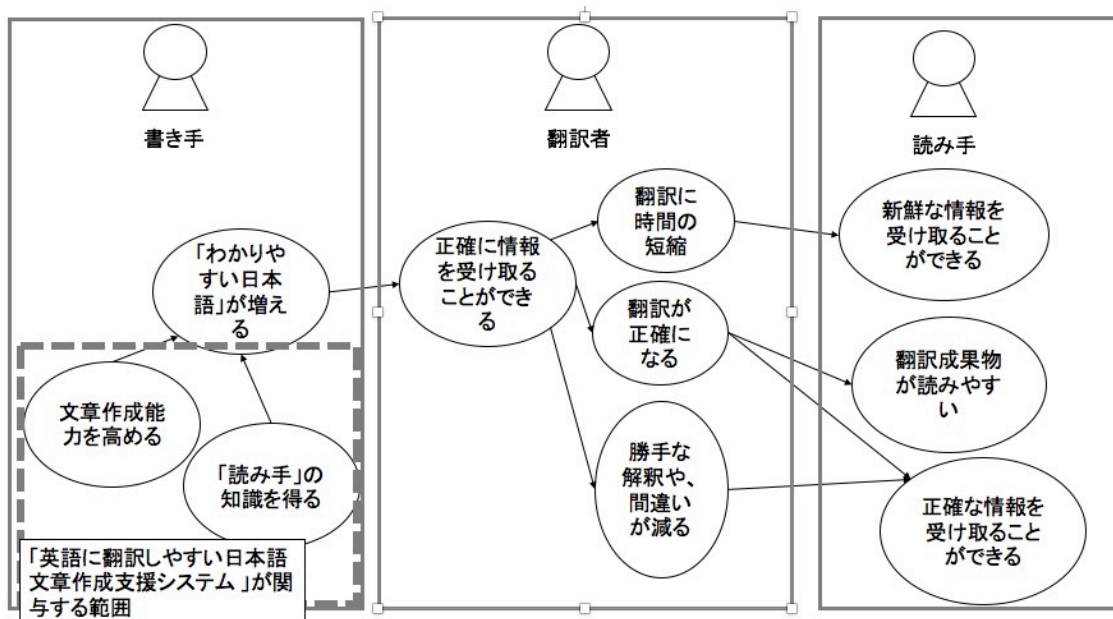 書き手
「わかりや
すい日本
語」が増え
る
文章作成能
力を高める
「読み手」の
知識を得る
「英語に翻訳しやすい日本語
文章作成支援システム」が関
与する範囲
翻訳者
正確に情報
を受け取る
ことができ
る
翻訳に
時間の
短縮
翻訳が
正確に
なる
勝手な
解釈や、
間違い
が減る
読み手
新鮮な情報を
受け取ること
ができる
翻訳成果物
が読みやす
い
正確な情報を
受け取ること
ができる